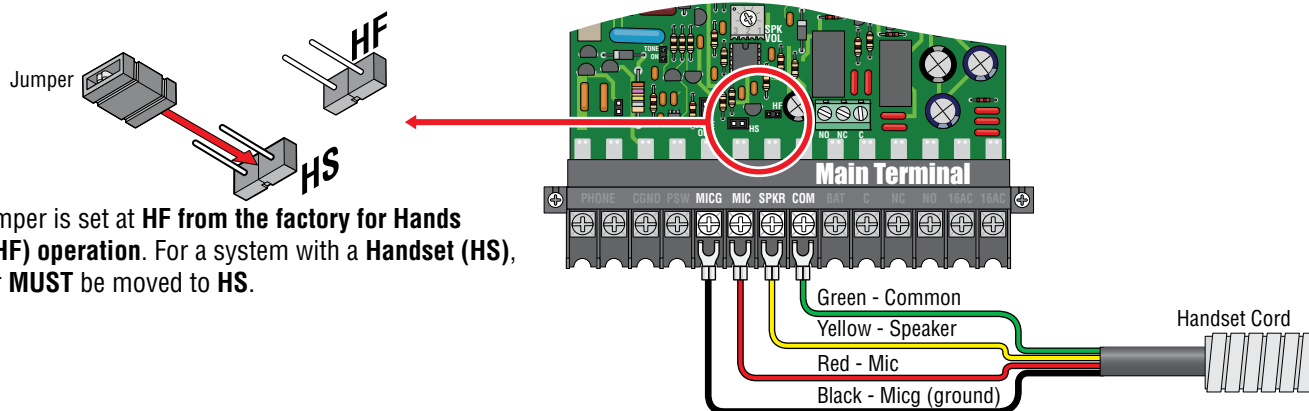 Jumper
HF
HS
umper is set at HF from the factory for Hands
HF) operation. For a system with a Handset (HS),
MUST be moved to HS.
SPK
VOL
TONE
ON
HF
HS
NO NC C
Main Terminal
PHONE CGND PSW MICG MIC SPKR COM BAT C NC NO 16AC 16AC
Green - Common
Yellow - Speaker
Red - Mic
Black - Micg (ground)
Handset Cord